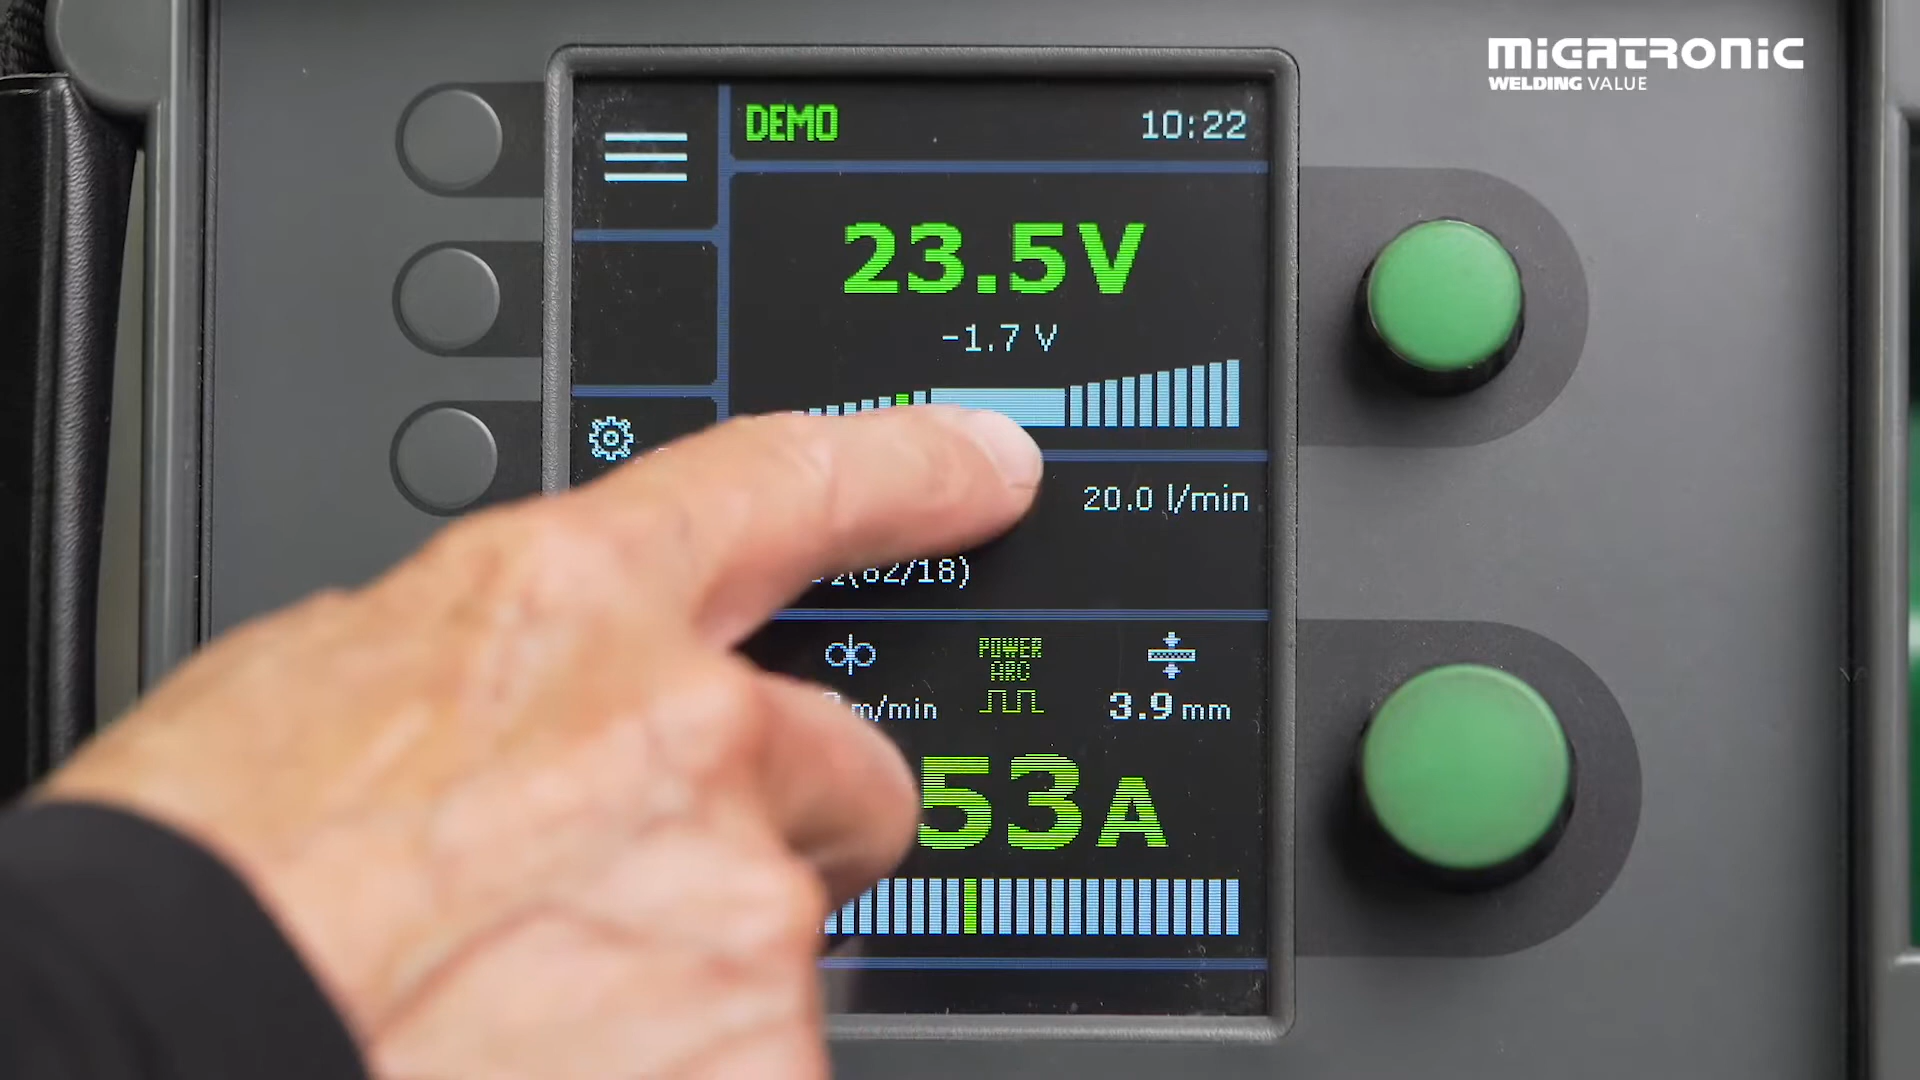 MIGATRONIC
WELDING VALUE
DEMO
10:22
23.5V
-1.7 V
20.0 l/min
/18)
POWER
ARC
m/min
3.9 mm
53A